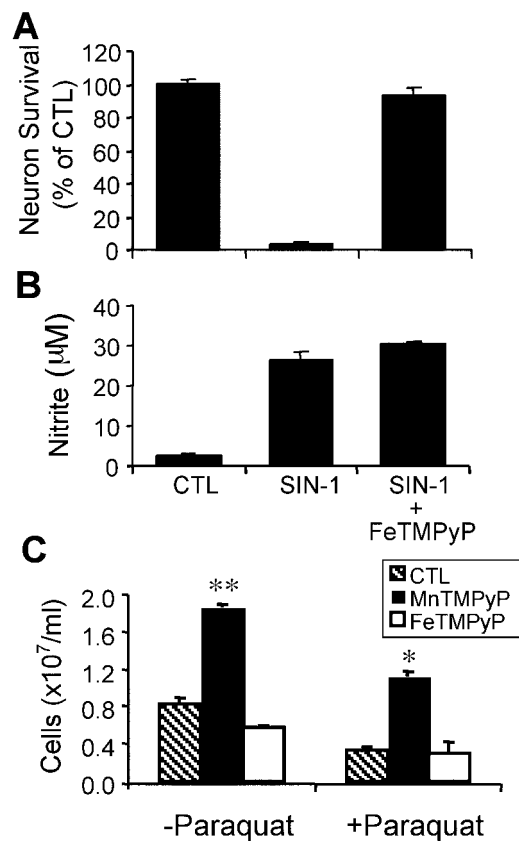 A
Neuron Survival
(% of CTL)
120
100
80
60
40
20
0
B
Nitrite (μM)
40
30
20
10
0
CTL
SIN-1
SIN-1
+
FeTMPyP
C
CTL
MnTMPyP
FeTMPyP
Cells (x10⁷/ml)
2.0
1.6
1.2
0.8
0.4
0.0
**
*
-Paraquat
+Paraquat